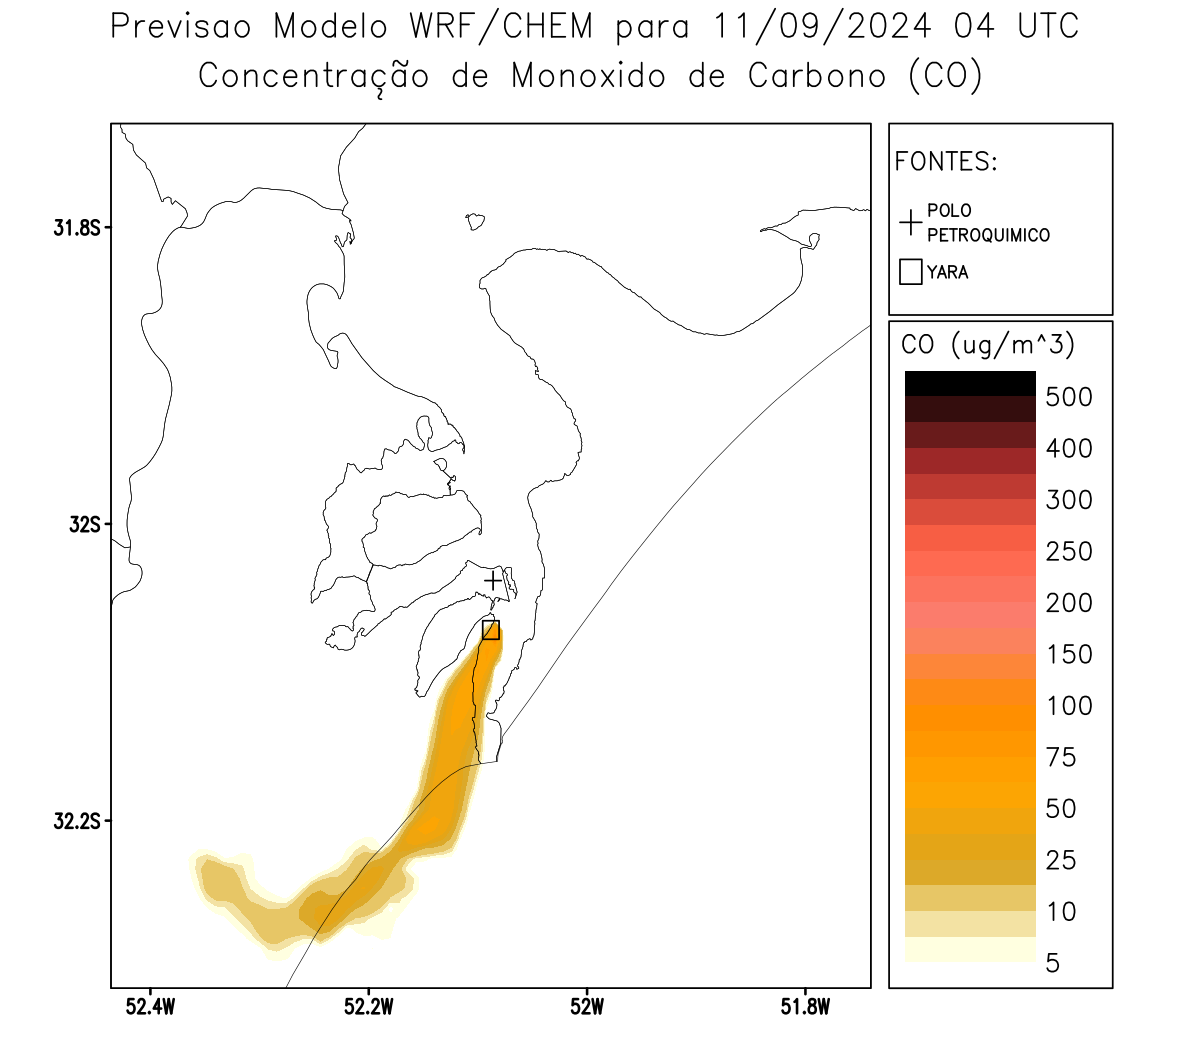 Previsao Modelo WRF/CHEM para 11/09/2024 04 UTC
Concentração de Monoxido de Carbono (CO)
FONTES:
POLO
PETROQUIMICO
YARA
CO (ug/m^3)
500
400
300
250
200
150
100
75
50
25
10
5
31.8S
32S
32.2S
52.4W
52.2W
52W
51.8W